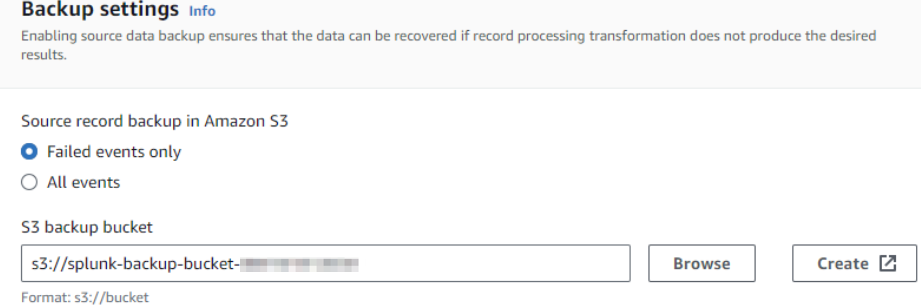 Backup settings Info
Enabling source data backup ensures that the data can be recovered if record processing transformation does not produce the desired
results.
Source record backup in Amazon S3
Failed events only
All events
S3 backup bucket
s3://splunk-backup-bucket-
Browse
Create
Format: s3://bucket